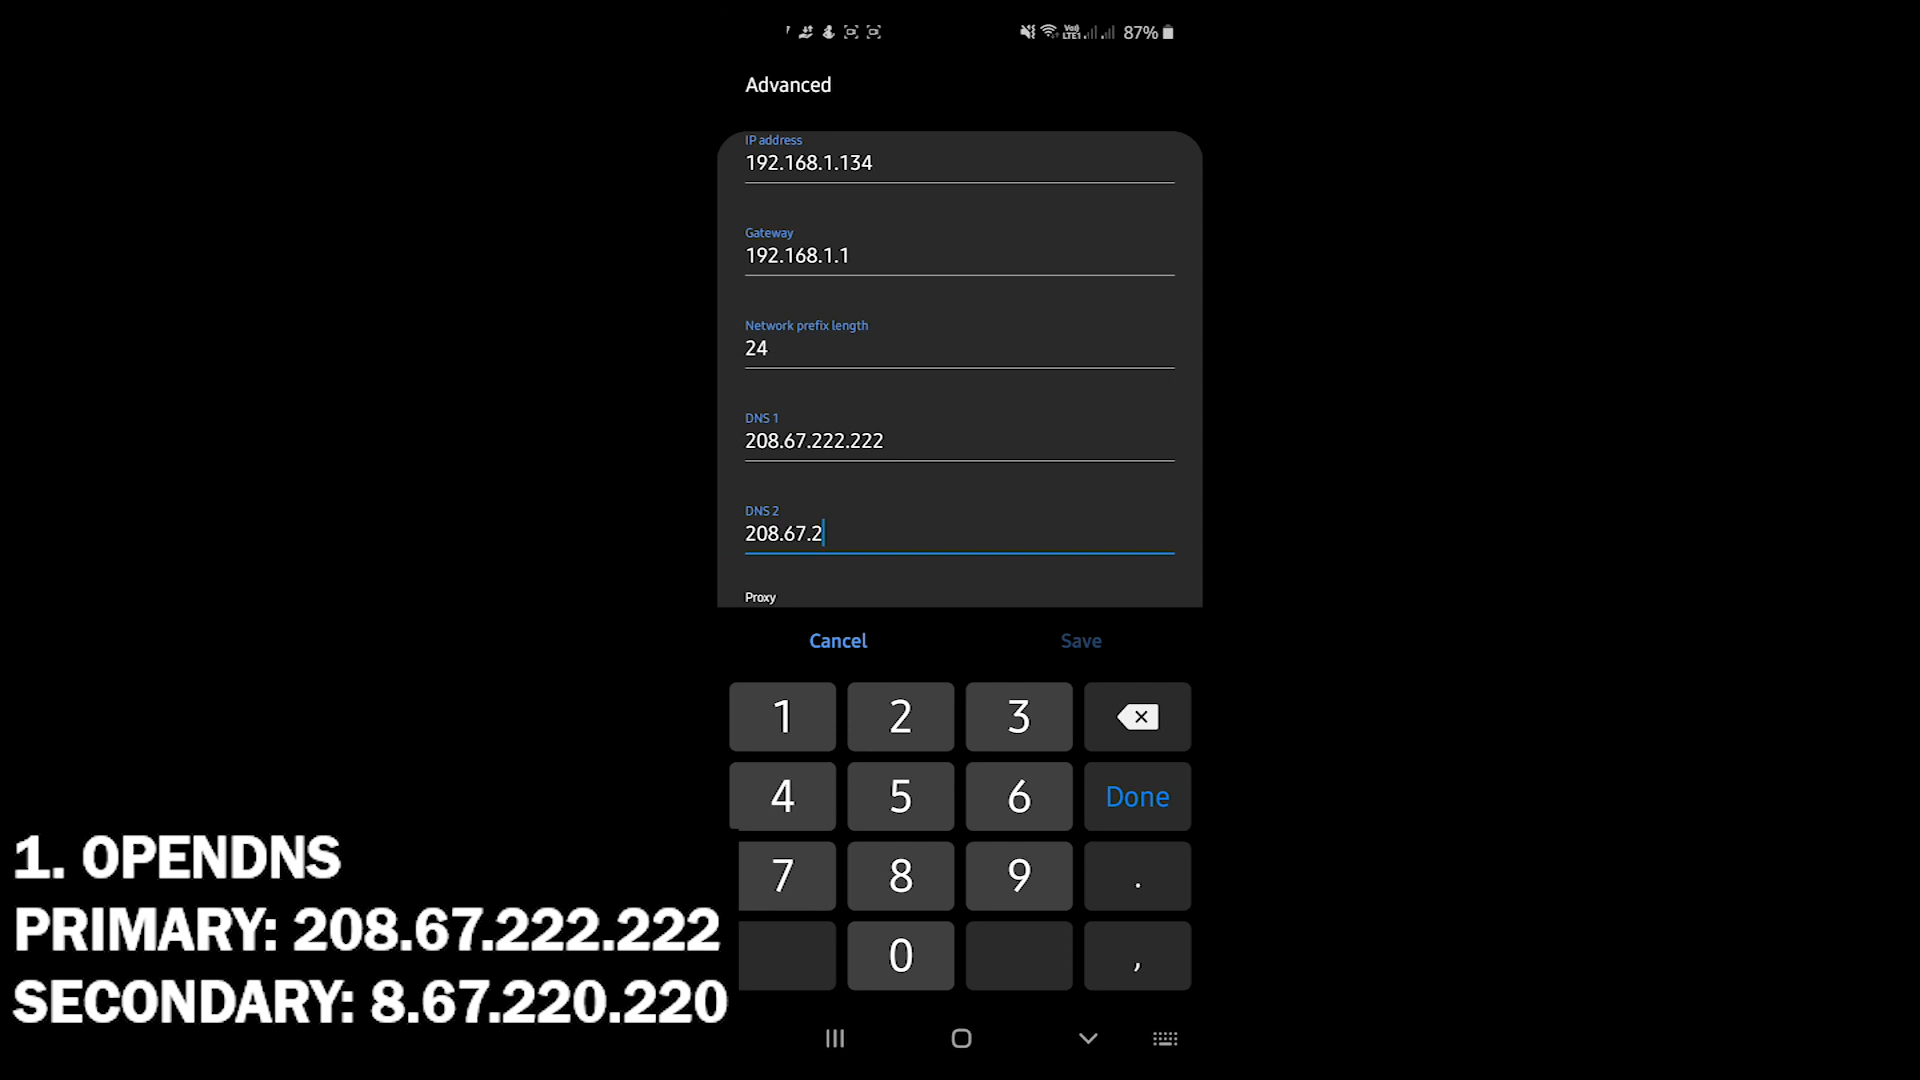 Vo))
LTE1
87%
Advanced
IP address
192.168.1.134
Gateway
192.168.1.1
Network prefix length
24
DNS 1
208.67.222.222
DNS 2
208.67.2
Proxy
Cancel
Save
1
2
3
4
5
6
Done
7
8
9
.
0
,
1. OPENDNS
PRIMARY: 208.67.222.222
SECONDARY: 8.67.220.220